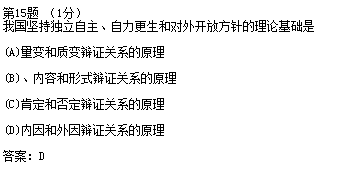 第15题 (1分)
我国坚持独立自主、自力更生和对外开放方针的理论基础是
(A)量变和质变辩证关系的原理
(B)、内容和形式辩证关系的原理
(C)肯定和否定辩证关系的原理
(D)内因和外因辩证关系的原理
答案：D